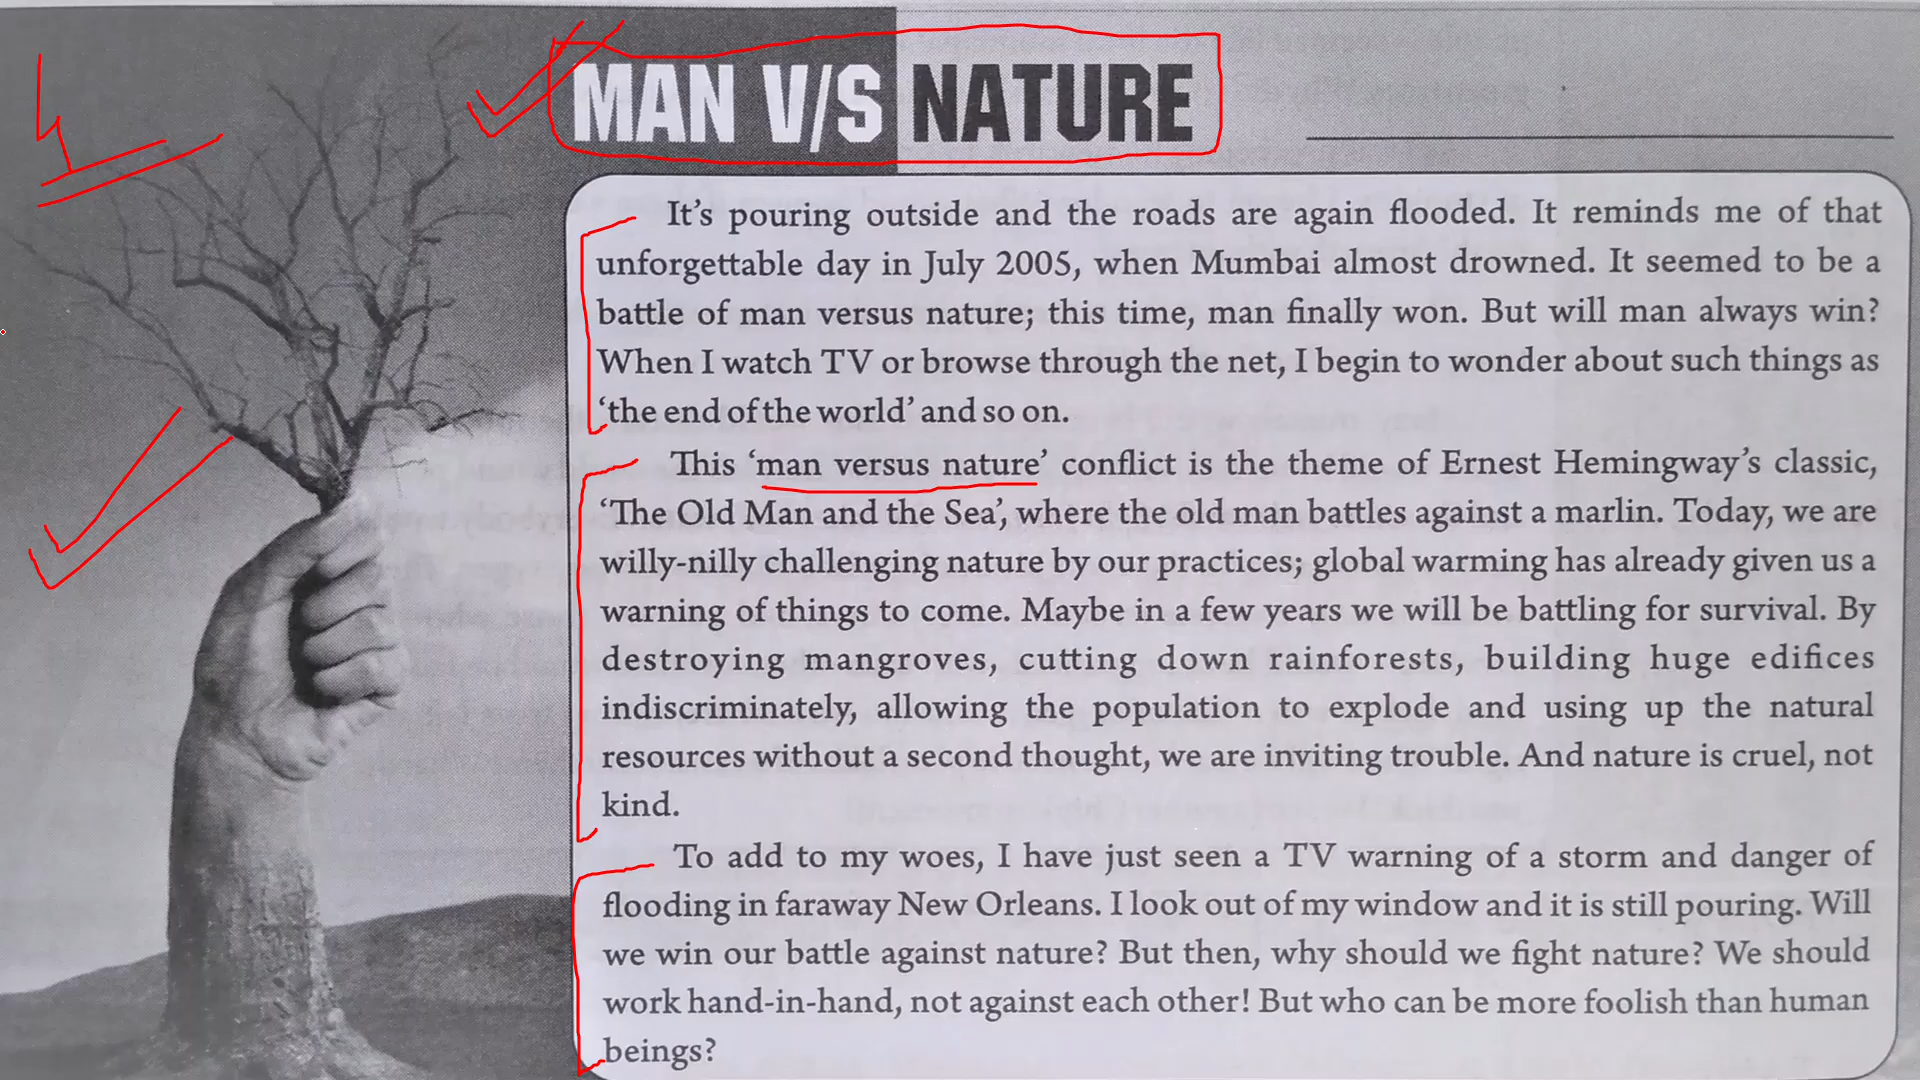 4
MAN V/S NATURE
It's pouring outside and the roads are again flooded. It reminds me of that
unforgettable day in July 2005, when Mumbai almost drowned. It seemed to be a
battle of man versus nature; this time, man finally won. But will man always win?
When I watch TV or browse through the net, I begin to wonder about such things as
'the end of the world' and so on.
This 'man versus nature' conflict is the theme of Ernest Hemingway's classic,
'The Old Man and the Sea', where the old man battles against a marlin. Today, we are
willy-nilly challenging nature by our practices; global warming has already given us a
warning of things to come. Maybe in a few years we will be battling for survival. By
destroying mangroves, cutting down rainforests, building huge edifices
indiscriminately, allowing the population to explode and using up the natural
resources without a second thought, we are inviting trouble. And nature is cruel, not
kind.
To add to my woes, I have just seen a TV warning of a storm and danger of
flooding in faraway New Orleans. I look out of my window and it is still pouring. Will
we win our battle against nature? But then, why should we fight nature? We should
work hand-in-hand, not against each other! But who can be more foolish than human
beings?